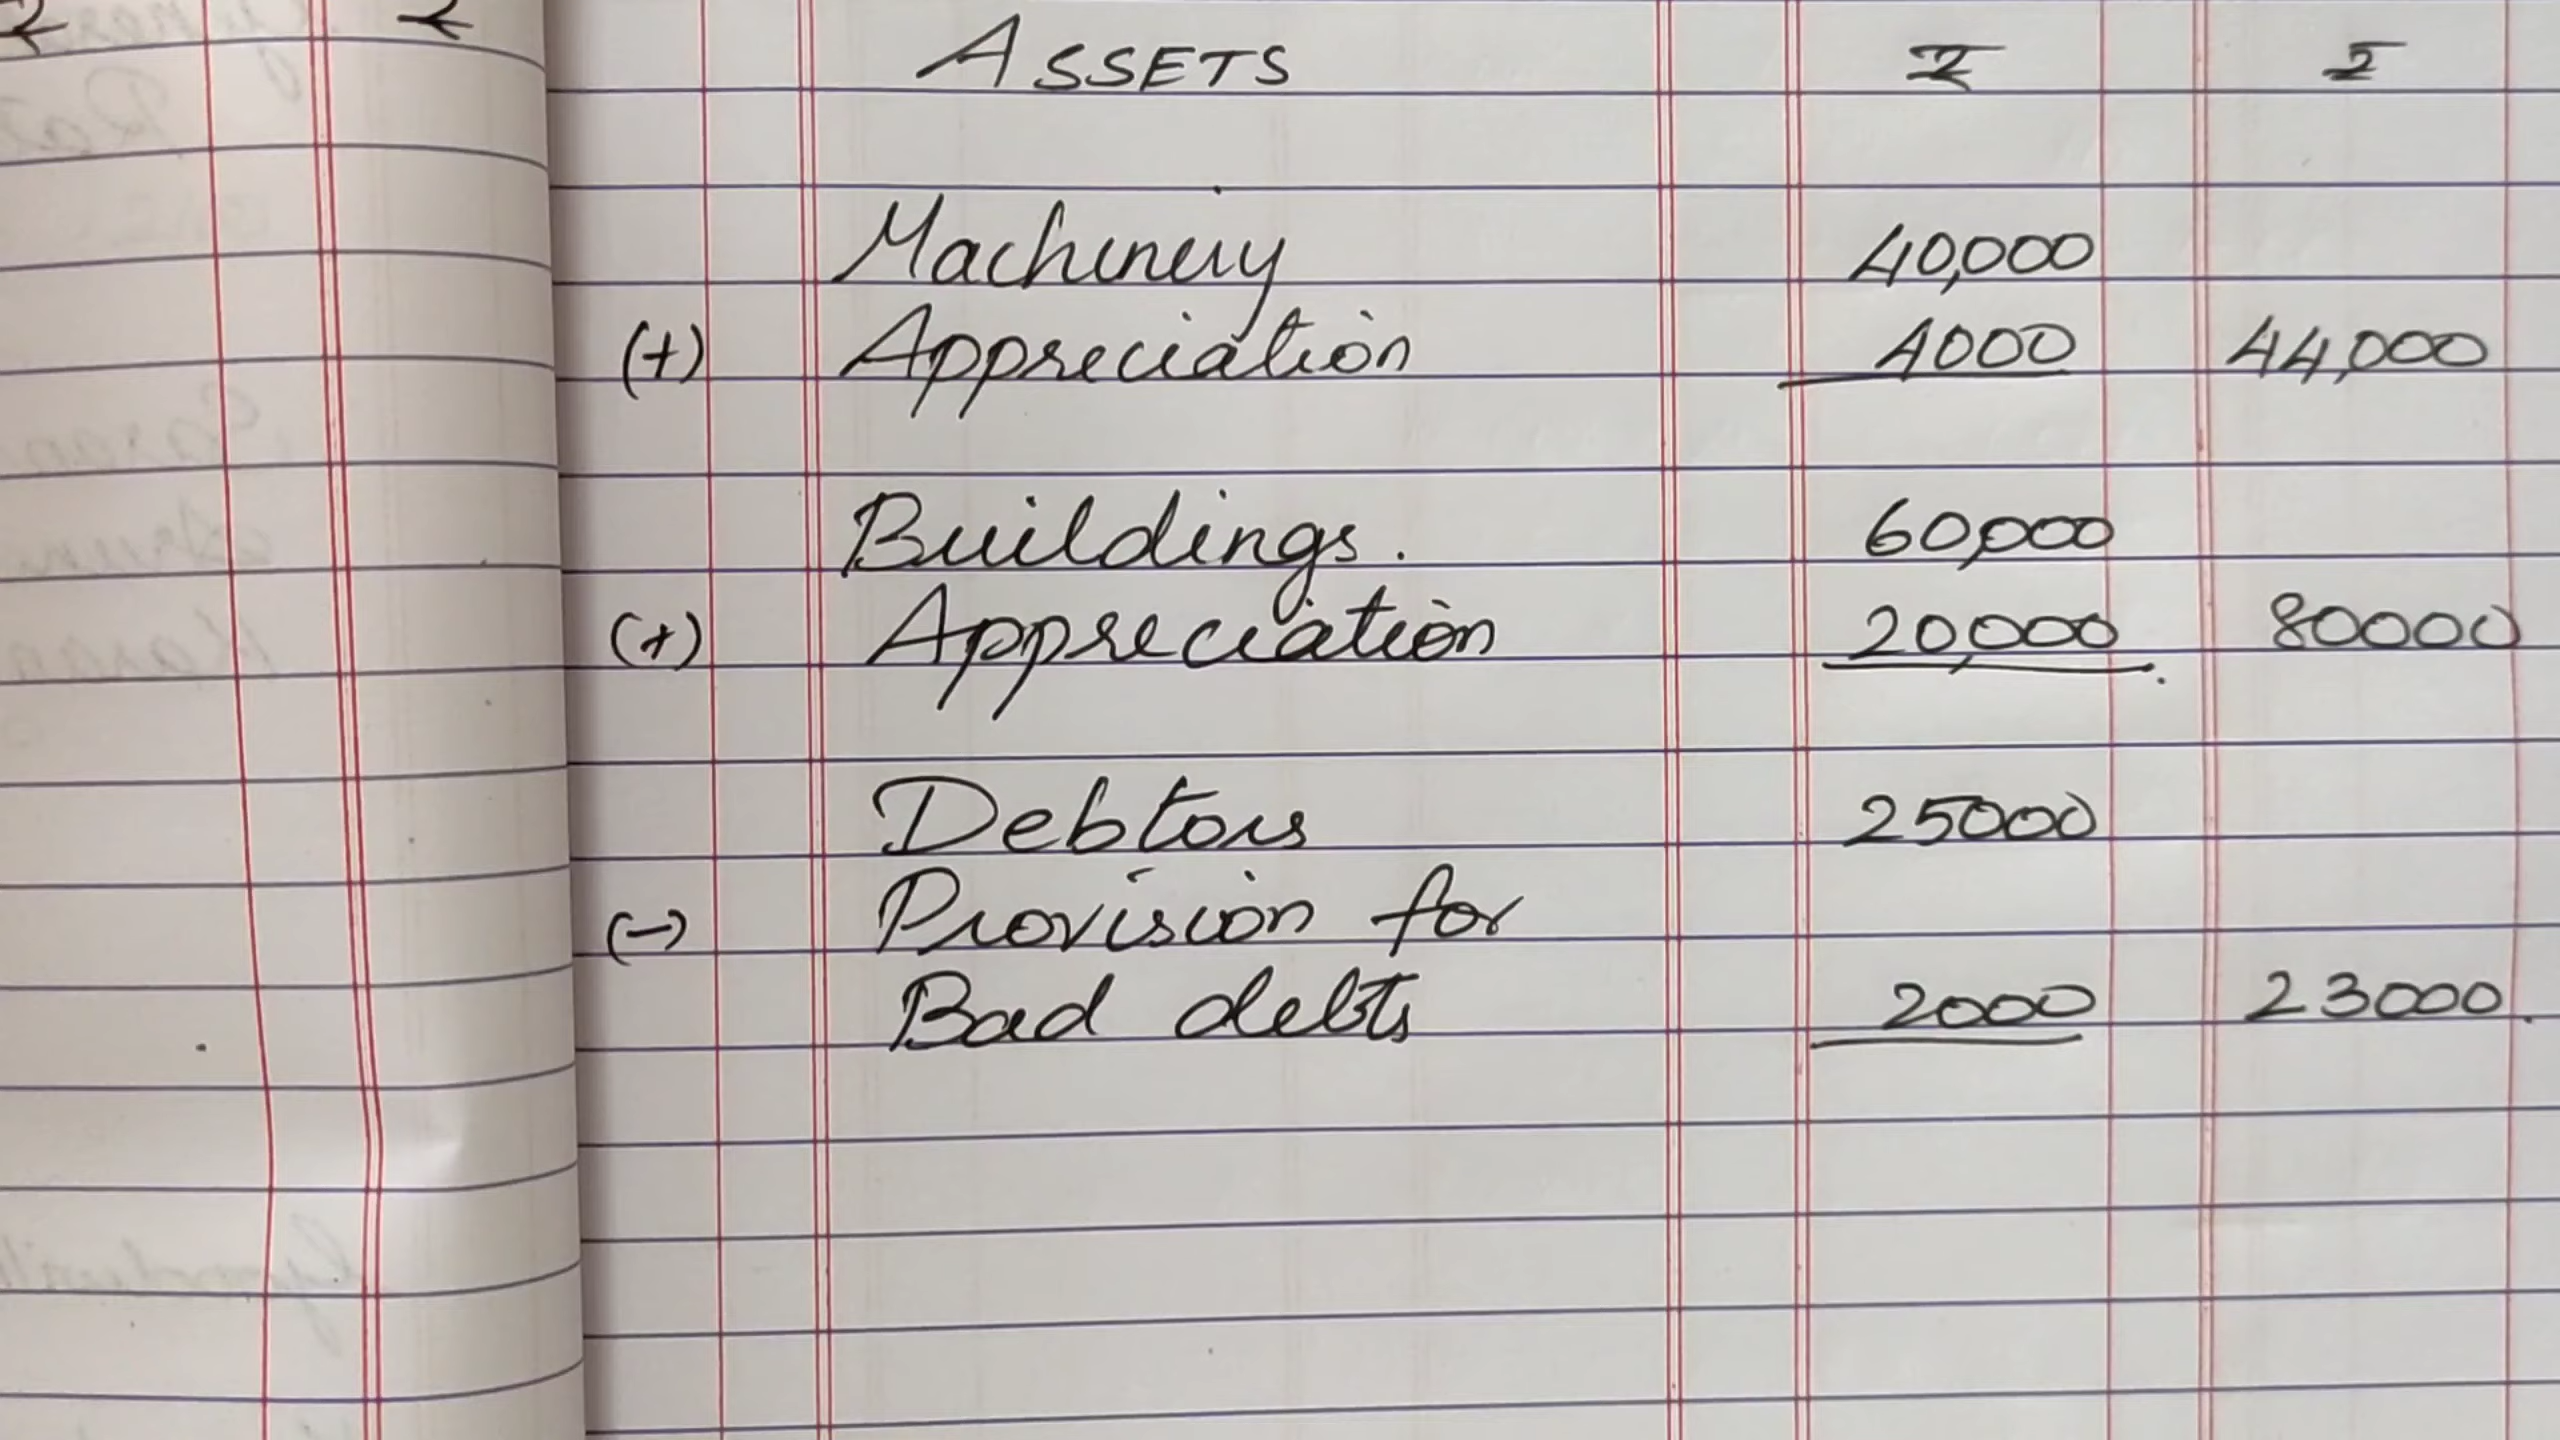 ASSETS ₹ ₹
Machinery 40,000
(+) Appreciation 4000 44,000
Buildings. 60,000
(+) Appreciation 20,000 80000
Debtors 25000
(-) Provision for
Bad debts 2000 23000.